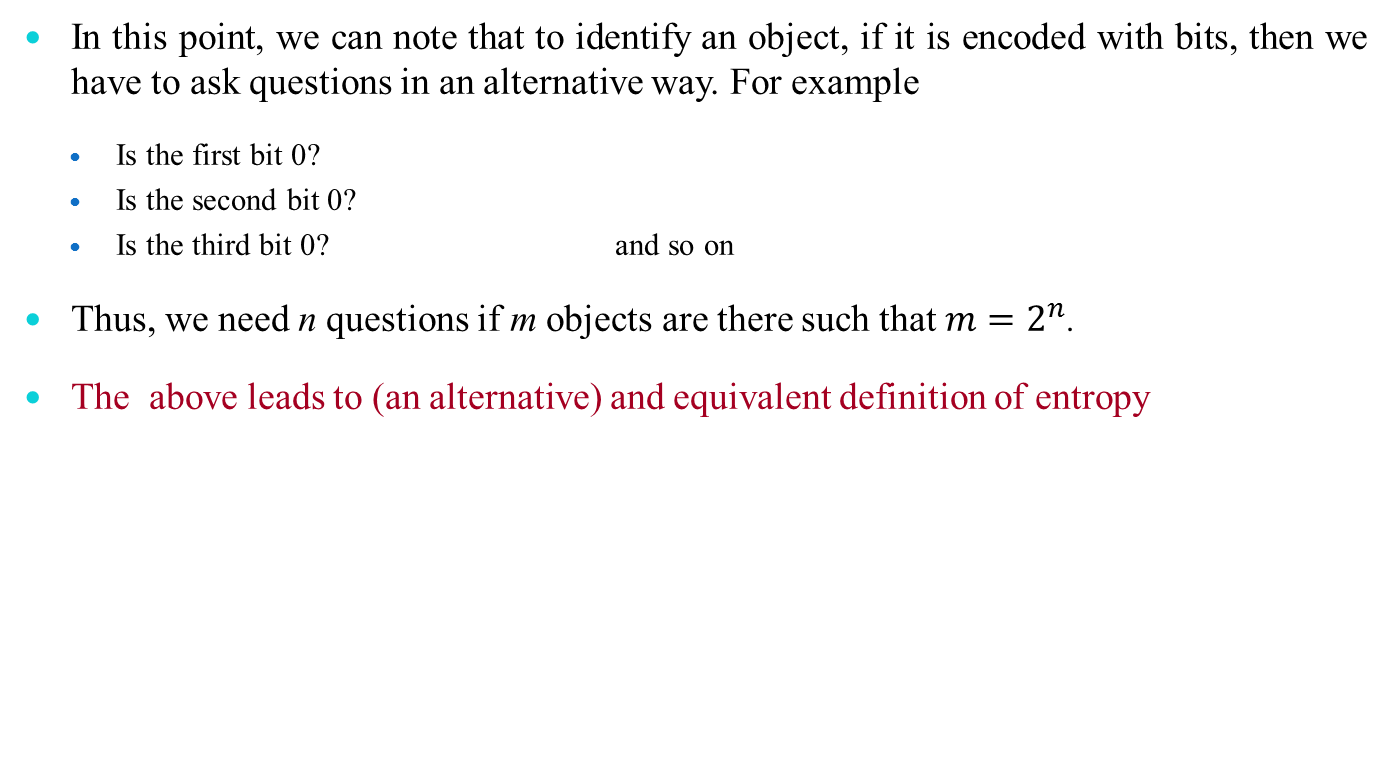 • In this point, we can note that to identify an object, if it is encoded with bits, then we
have to ask questions in an alternative way. For example
• Is the first bit 0?
• Is the second bit 0?
• Is the third bit 0? and so on
• Thus, we need n questions if m objects are there such that m = 2ⁿ.
• The above leads to (an alternative) and equivalent definition of entropy